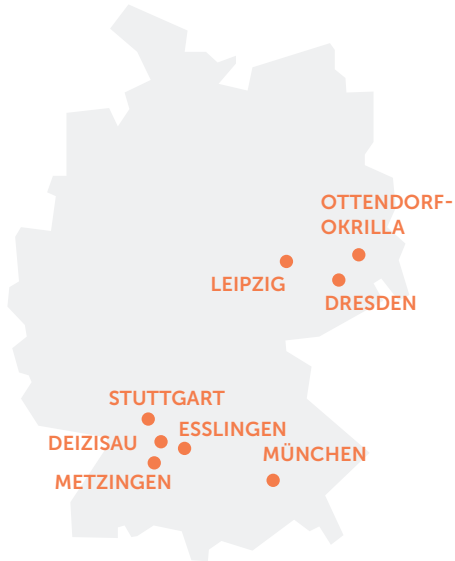 OTTENDORF-
OKRILLA
LEIPZIG
DRESDEN
STUTTGART
ESSLINGEN
DEIZISAU
MÜNCHEN
METZINGEN